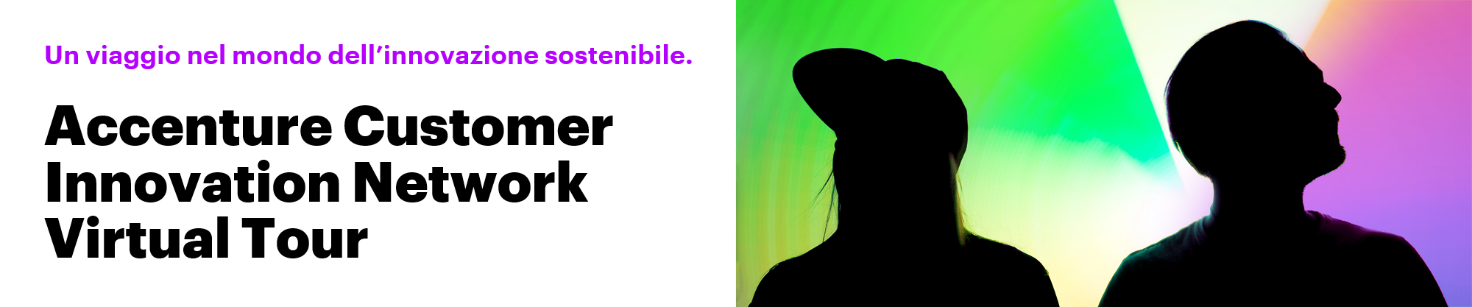 Un viaggio nel mondo dell’innovazione sostenibile.
Accenture Customer
Innovation Network
Virtual Tour